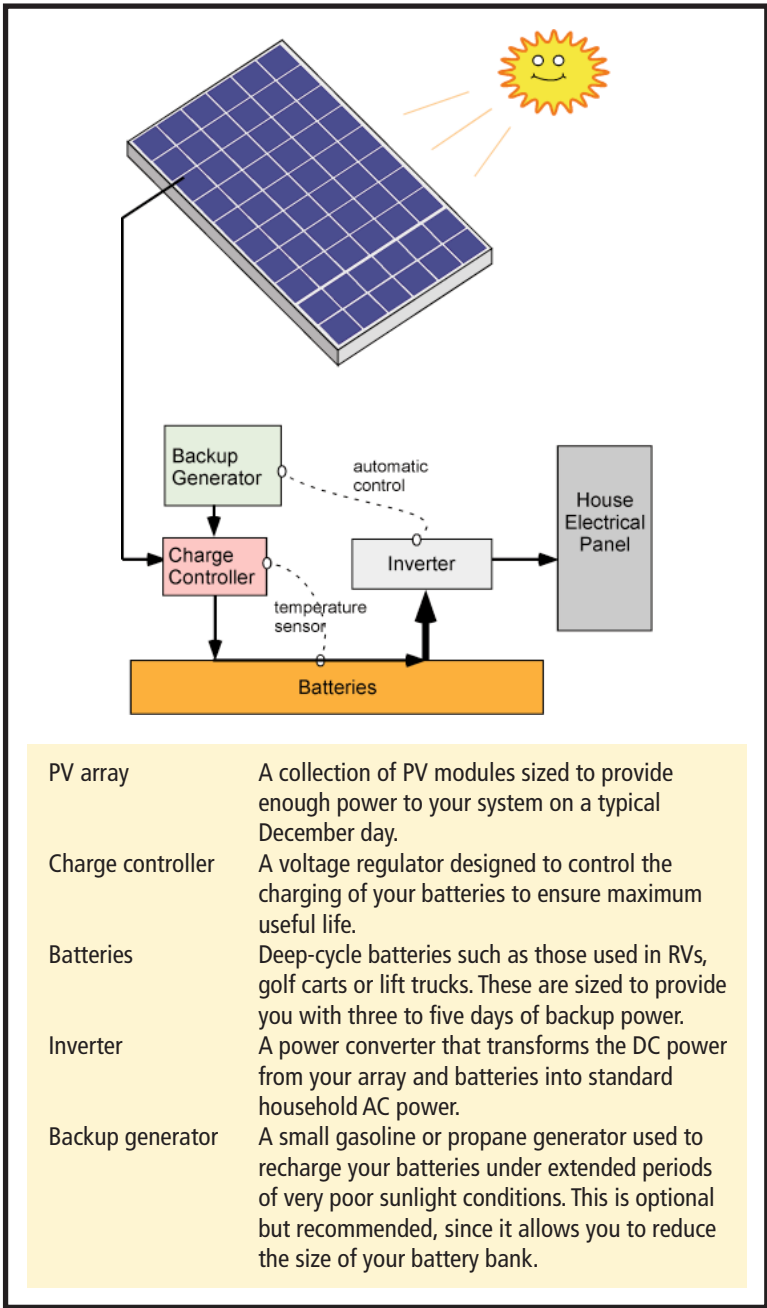 Backup
Generator
automatic
control
House
Electrical
Panel
Charge
Controller
Inverter
temperature
sensor
Batteries
PV array A collection of PV modules sized to provide
enough power to your system on a typical
December day.
Charge controller A voltage regulator designed to control the
charging of your batteries to ensure maximum
useful life.
Batteries Deep-cycle batteries such as those used in RVs,
golf carts or lift trucks. These are sized to provide
you with three to five days of backup power.
Inverter A power converter that transforms the DC power
from your array and batteries into standard
household AC power.
Backup generator A small gasoline or propane generator used to
recharge your batteries under extended periods
of very poor sunlight conditions. This is optional
but recommended, since it allows you to reduce
the size of your battery bank.